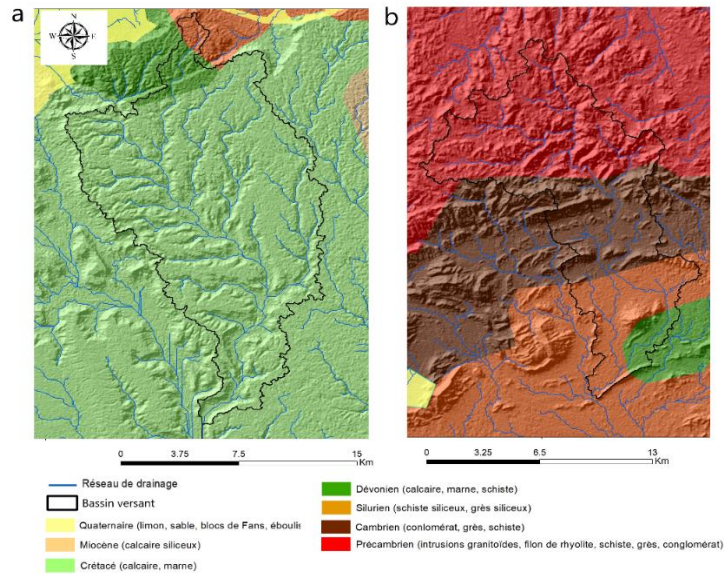 a
b
N
W E
S
0 3.75 7.5 15
Km
0 3.25 6.5 13
Km
Réseau de drainage
Bassin versant
Quaternaire (limon, sable, blocs de Fans, éboulis
Miocène (calcaire siliceux)
Crétacé (calcaire, marne)
Dévonien (calcaire, marne, schiste)
Silurien (schiste siliceux, grès siliceux)
Cambrien (conlomérat, grès, schiste)
Précambrien (intrusions granitoïdes, filon de rhyolite, schiste, grès, conglomérat)